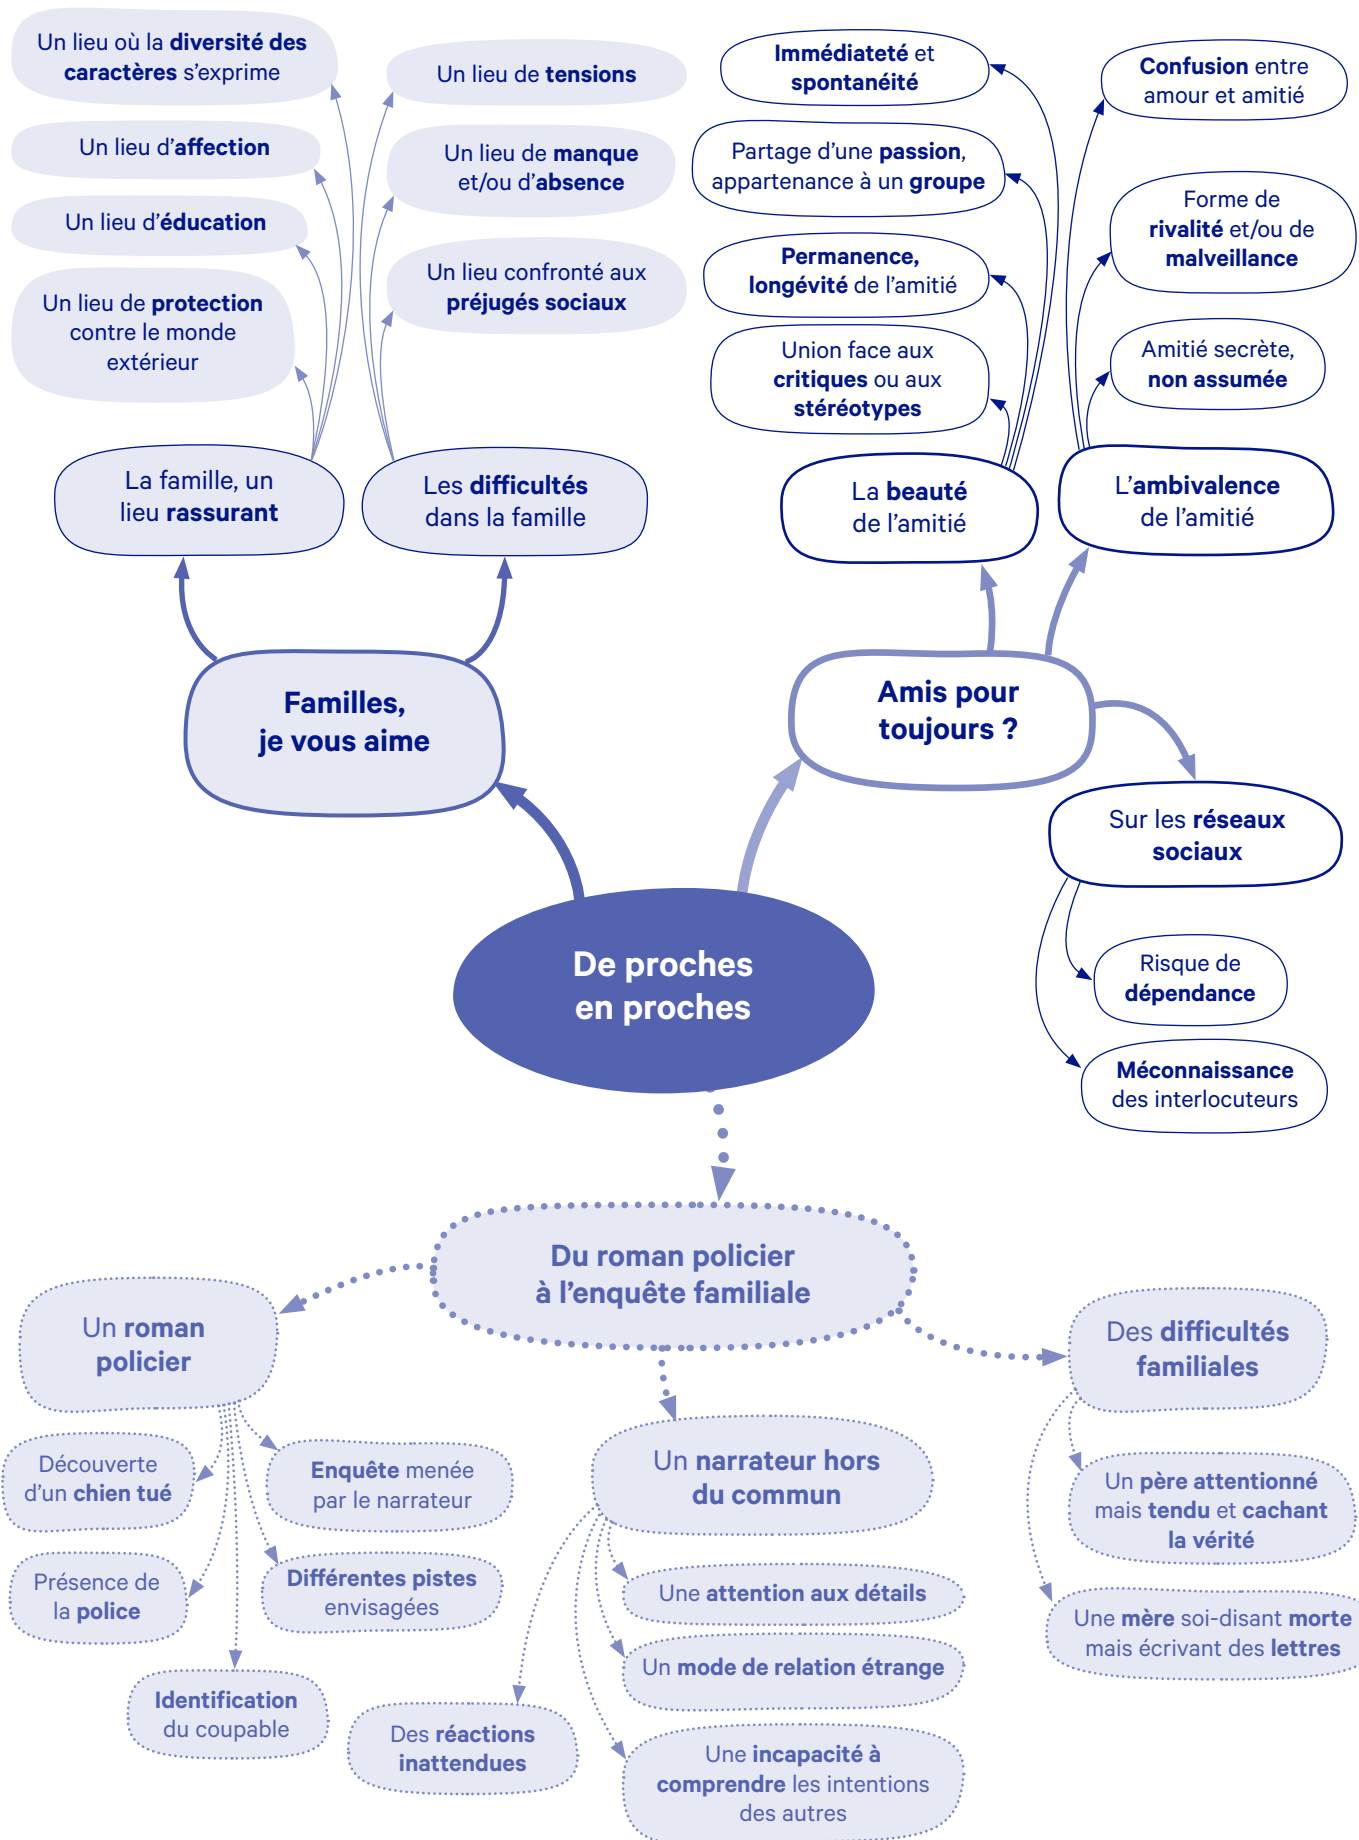 Un lieu où la diversité des
caractères s'exprime
Un lieu d'affection
Un lieu d'éducation
Un lieu de protection
contre le monde
extérieur
Un lieu de tensions
Un lieu de manque
et/ou d'absence
Un lieu confronté aux
préjugés sociaux
Immédiateté et
spontanéité
Partage d'une passion,
appartenance à un groupe
Permanence,
longévité de l'amitié
Union face aux
critiques ou aux
stéréotypes
Confusion entre
amour et amitié
Forme de
rivalité et/ou de
malveillance
Amitié secrète,
non assumée
La famille, un
lieu rassurant
Les difficultés
dans la famille
La beauté
de l'amitié
L'ambivalence
de l'amitié
Familles,
je vous aime
Amis pour
toujours ?
Sur les réseaux
sociaux
Risque de
dépendance
Méconnaissance
des interlocuteurs
De proches
en proches
Du roman policier
à l'enquête familiale
Un roman
policier
Découverte
d'un chien tué
Enquête menée
par le narrateur
Présence de
la police
Différentes pistes
envisagées
Identification
du coupable
Un narrateur hors
du commun
Une attention aux détails
Un mode de relation étrange
Des réactions
inattendues
Une incapacité à
comprendre les intentions
des autres
Des difficultés
familiales
Un père attentionné
mais tendu et cachant
la vérité
Une mère soi-disant morte
mais écrivant des lettres